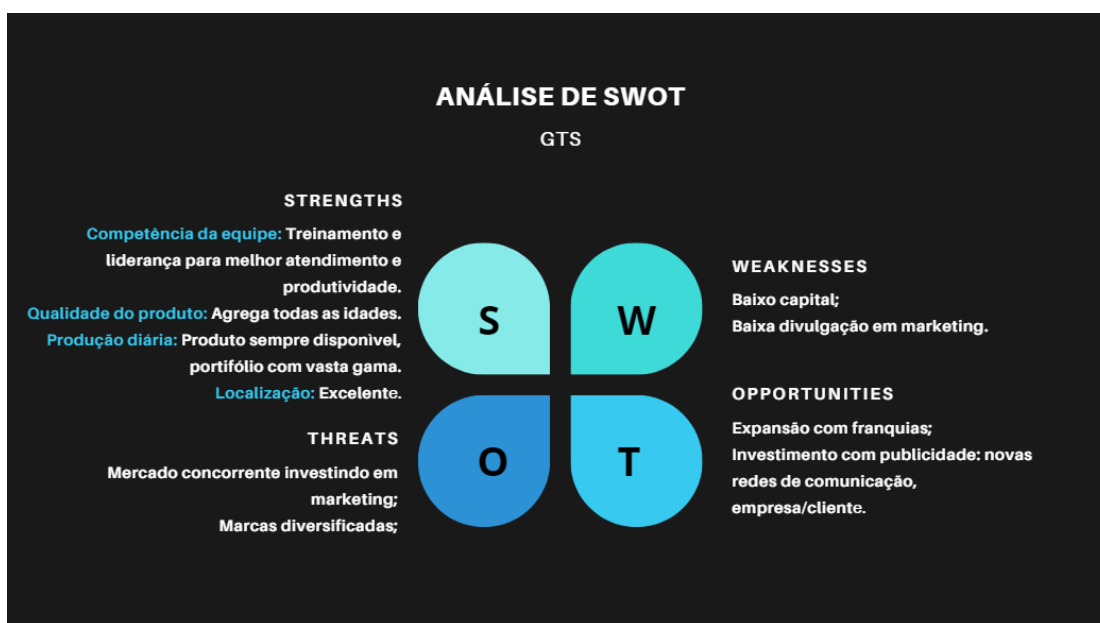 ANÁLISE DE SWOT
GTS
STRENGTHS
Competência da equipe: Treinamento e
liderança para melhor atendimento e
produtividade.
Qualidade do produto: Agrega todas as idades.
Produção diária: Produto sempre disponìvel,
portifólio com vasta gama.
Localização: Excelente.
THREATS
Mercado concorrente investindo em
marketing;
Marcas diversificadas;
S
W
O
T
WEAKNESSES
Baixo capital;
Baixa divulgação em marketing.
OPPORTUNITIES
Expansão com franquias;
Investimento com publicidade: novas
redes de comunicação,
empresa/cliente.